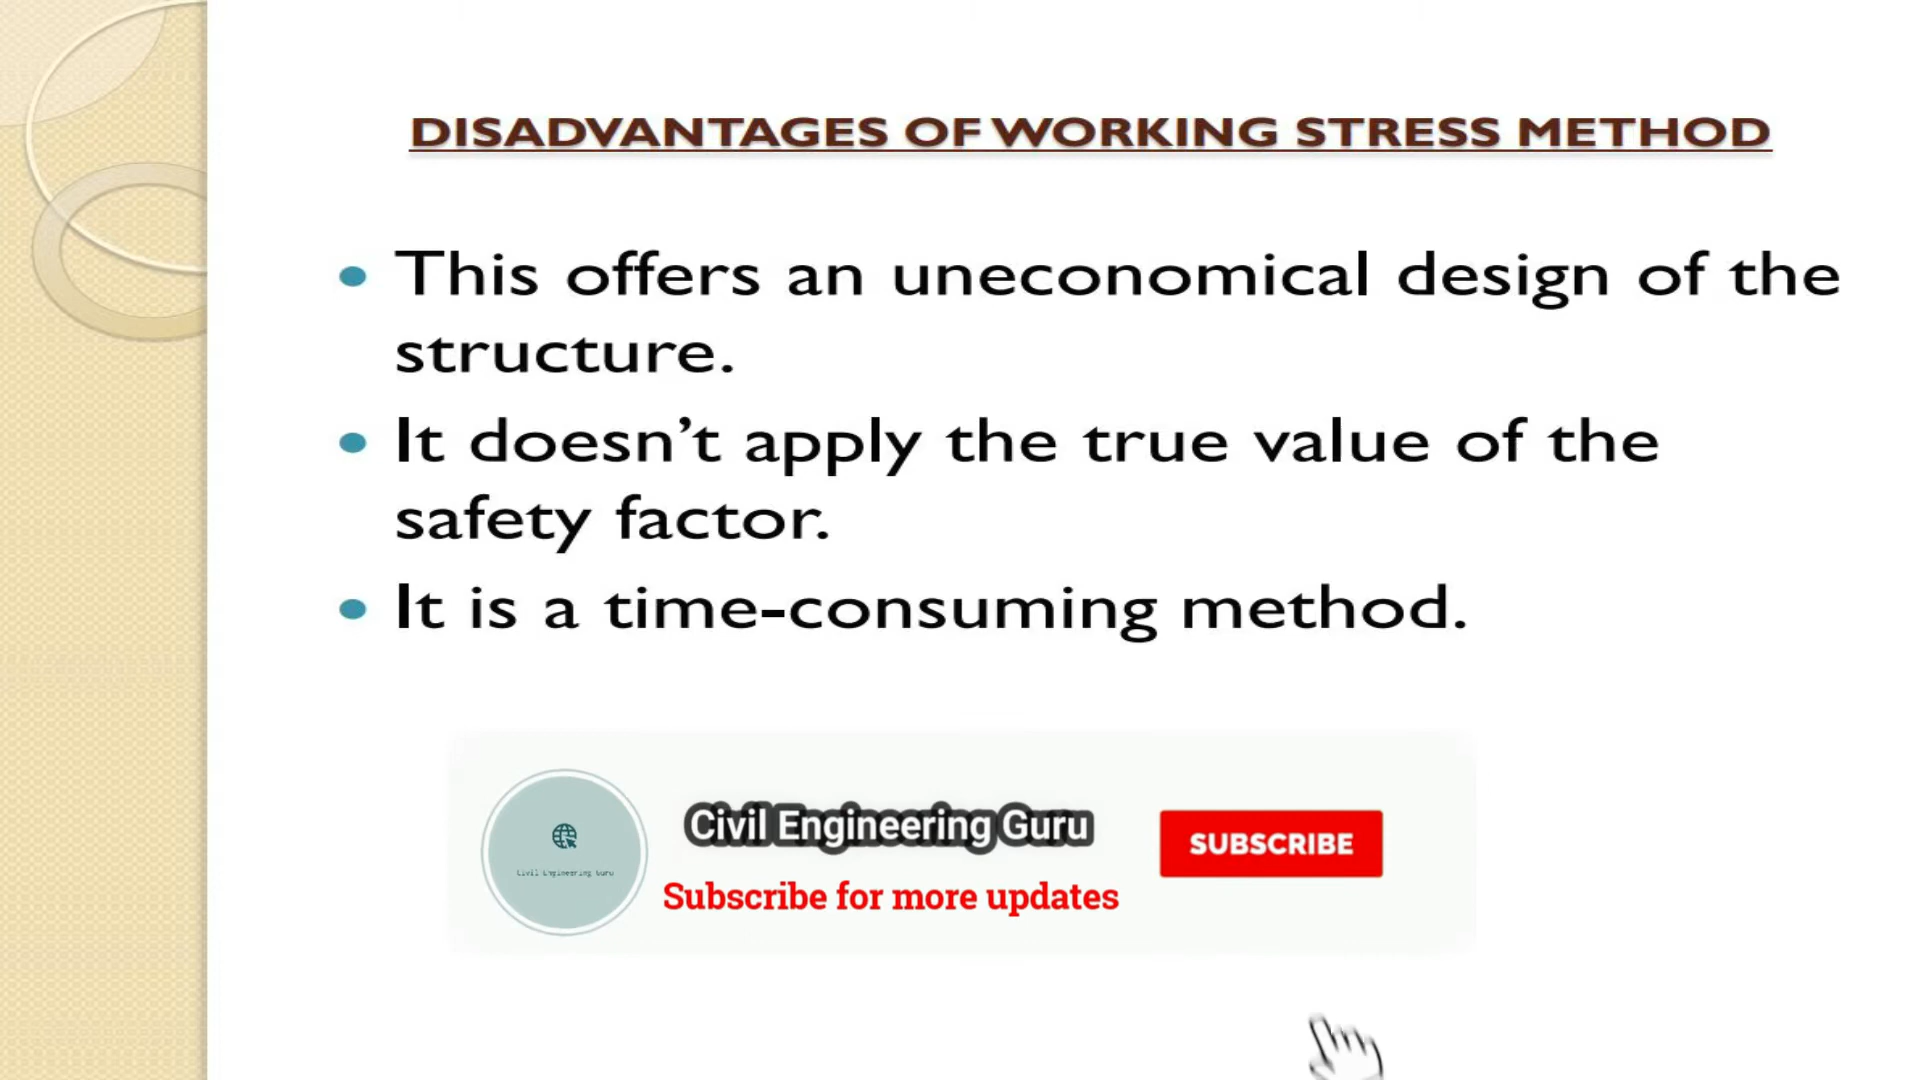 DISADVANTAGES OF WORKING STRESS METHOD
• This offers an uneconomical design of the
structure.
• It doesn’t apply the true value of the
safety factor.
• It is a time-consuming method.
Civil Engineering Guru
Civil Engineering Guru
Subscribe for more updates
SUBSCRIBE